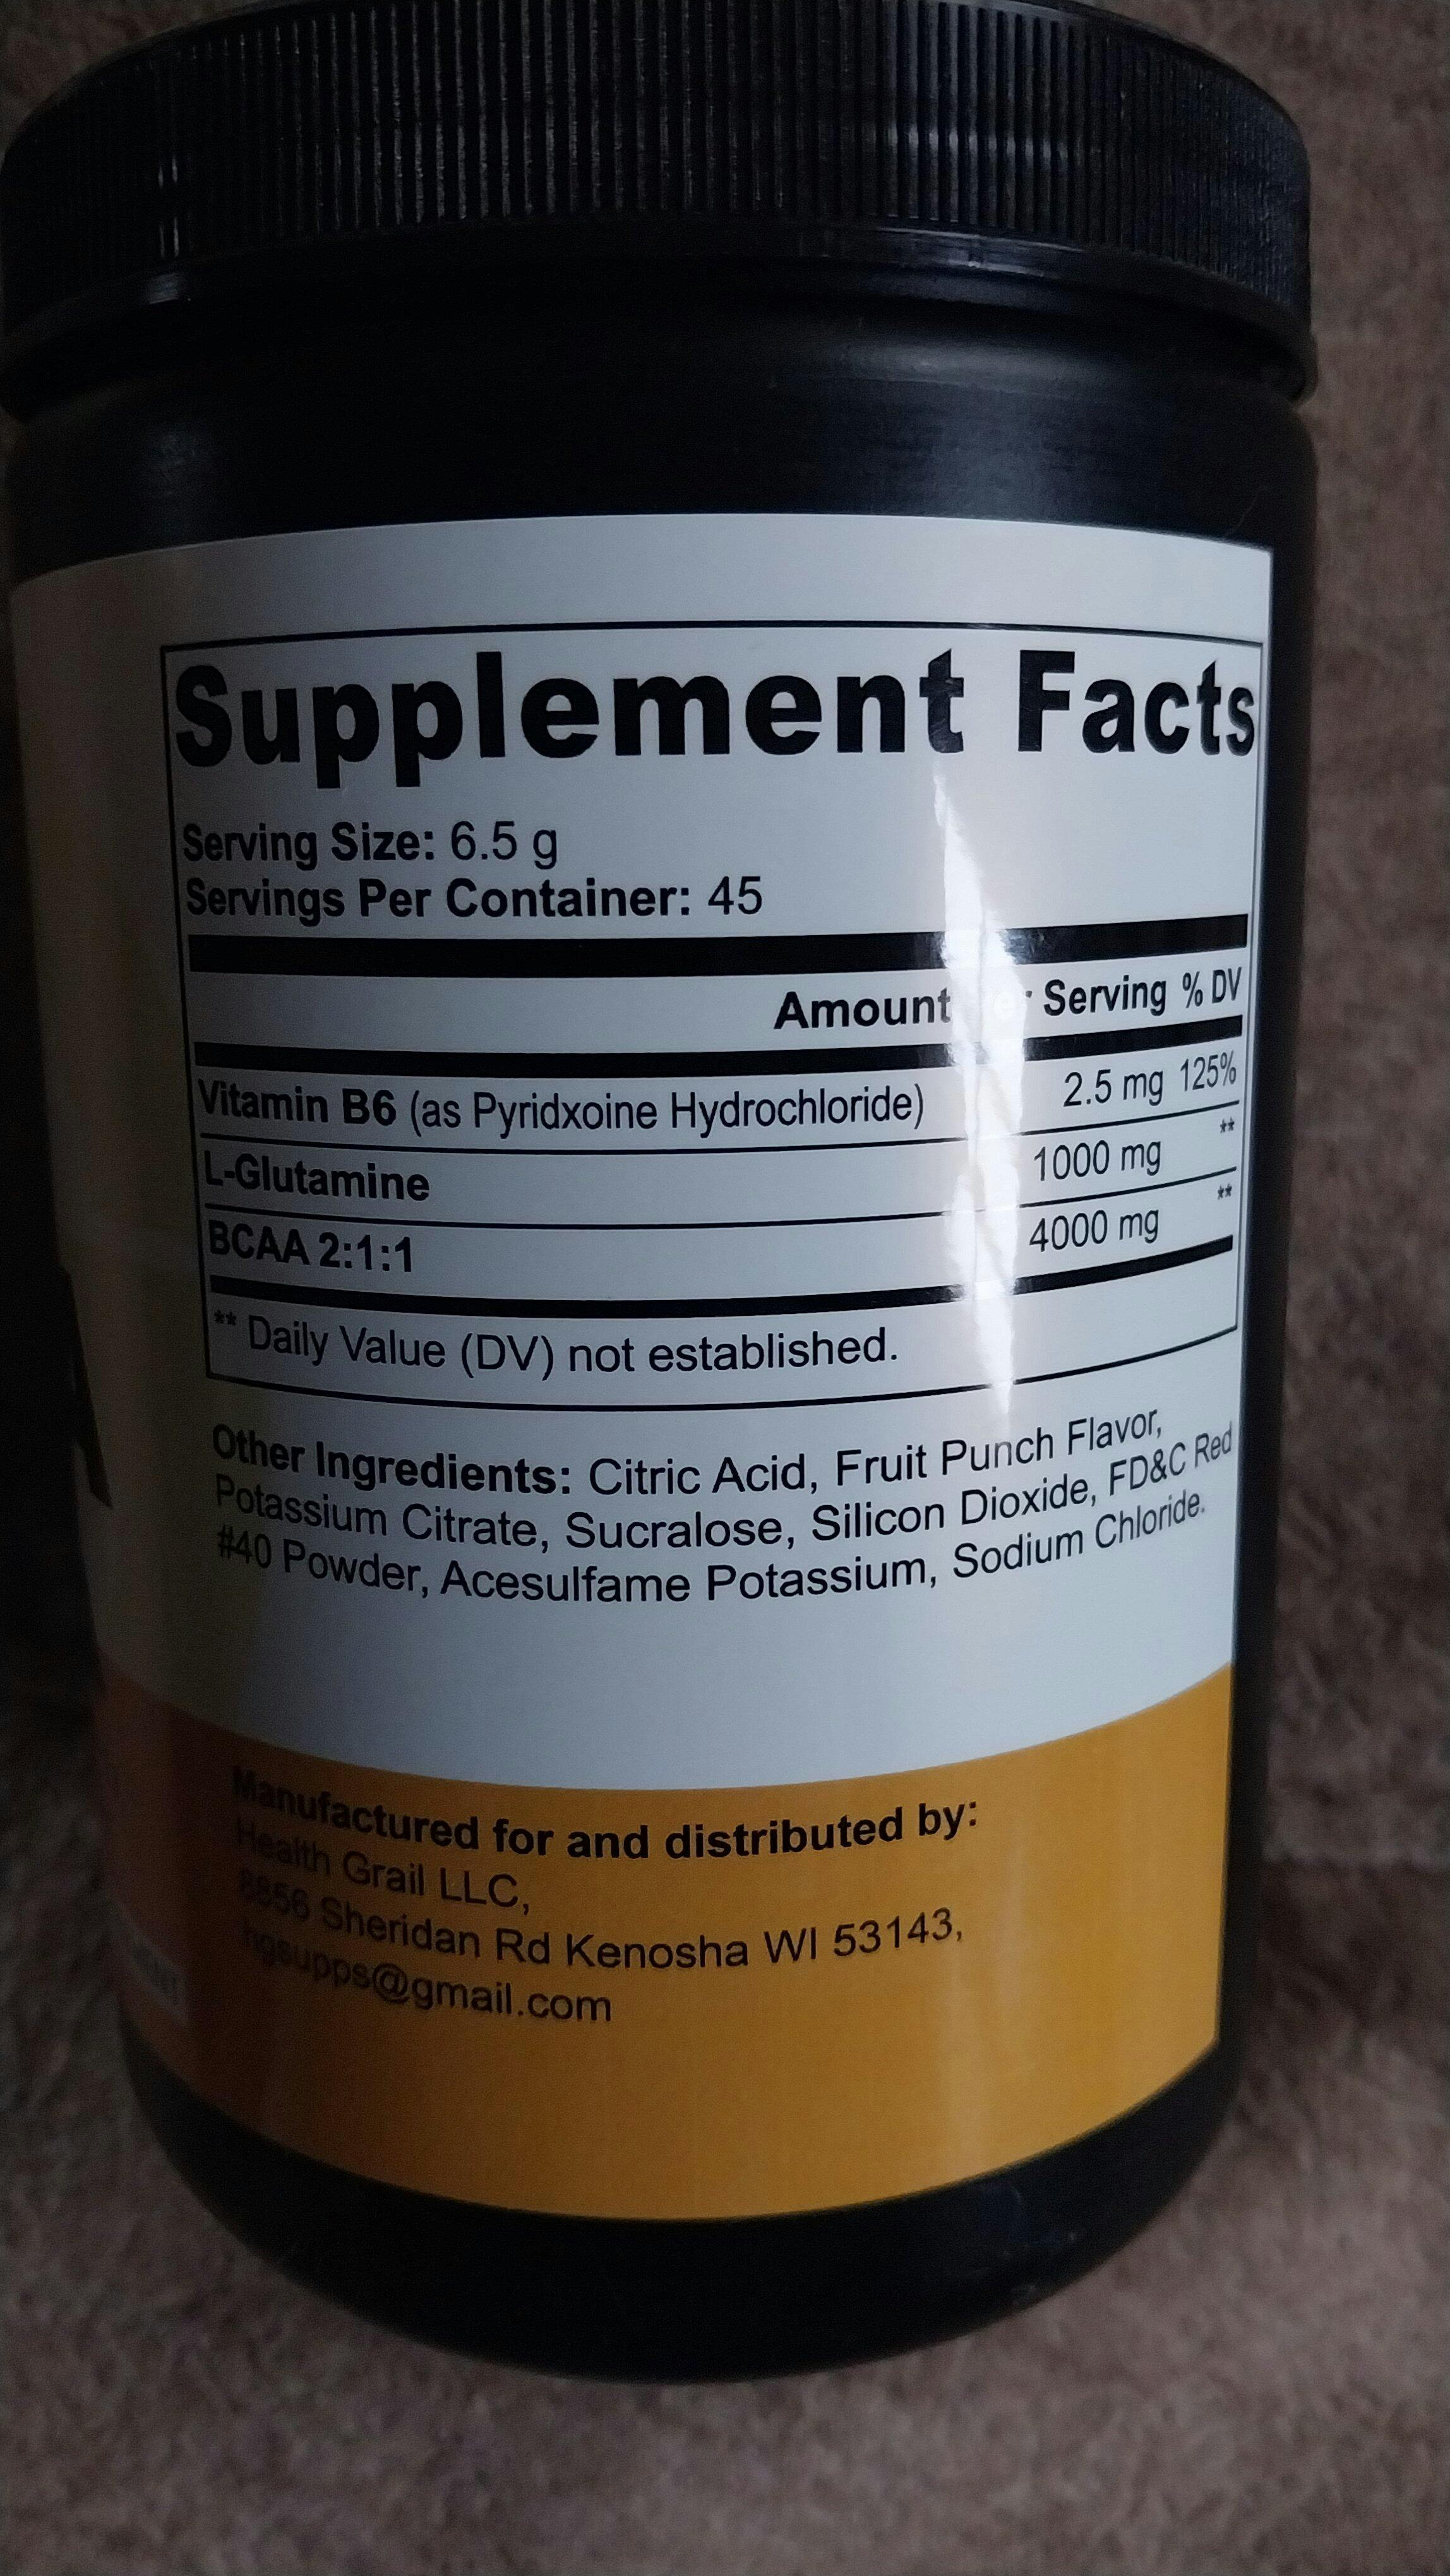 Supplement Facts
Serving Size: 6.5 g
Servings Per Container: 45
Amount Serving % DV
Vitamin B6 (as Pyridxoine Hydrochloride) 2.5 mg 125%
L-Glutamine 1000 mg **
BCAA 2:1:1 4000 mg **
** Daily Value (DV) not established.
Other Ingredients: Citric Acid, Fruit Punch Flavor,
Potassium Citrate, Sucralose, Silicon Dioxide, FD&C Red
#40 Powder, Acesulfame Potassium, Sodium Chloride.
Manufactured for and distributed by:
Health Grail LLC,
8856 Sheridan Rd Kenosha WI 53143,
hgsupps@gmail.com